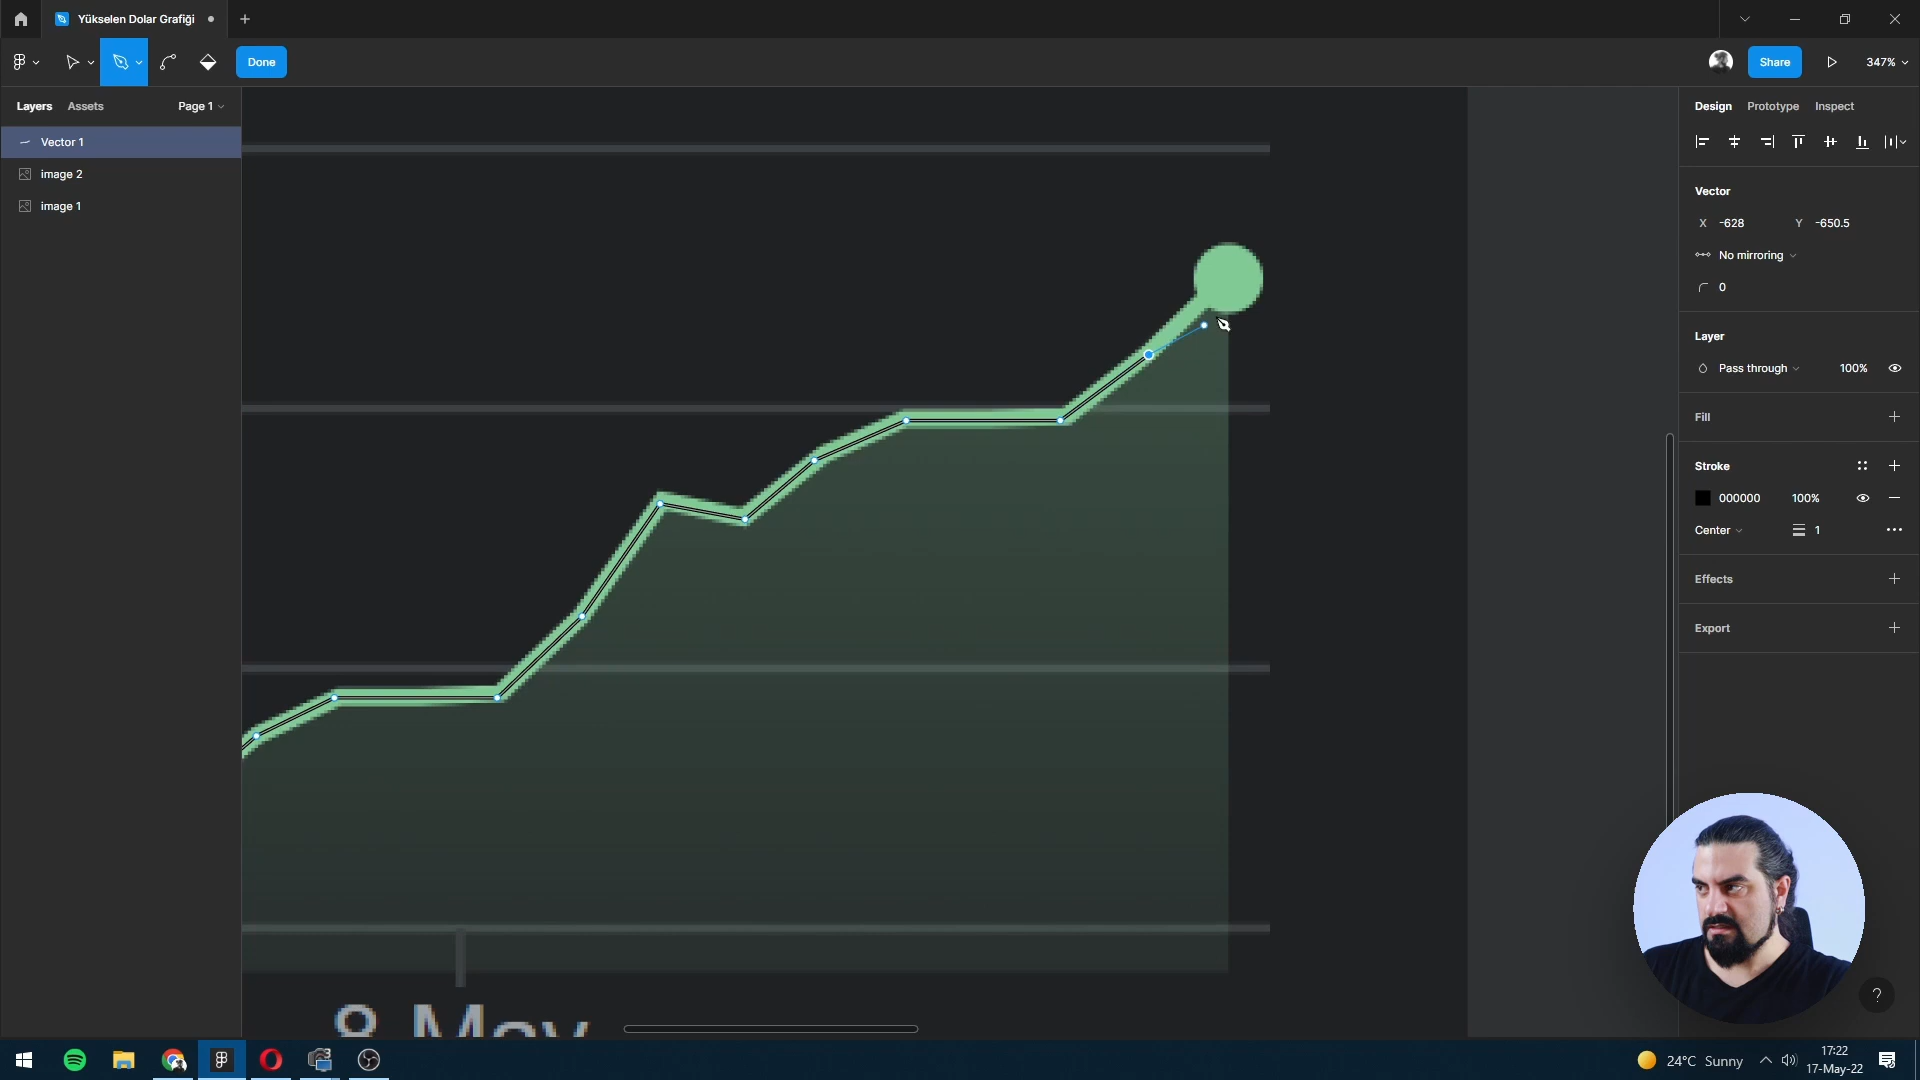 Yükselen Dolar Grafiği
Done
Share
347%
Layers
Assets
Page 1
Design
Prototype
Inspect
Vector 1
image 2
image 1
Vector
X -628
Y -650.5
No mirroring
0
Layer
Pass through
100%
Fill
Stroke
000000
100%
Center
1
Effects
Export
8 May
?
24°C Sunny
17:22
17-May-22